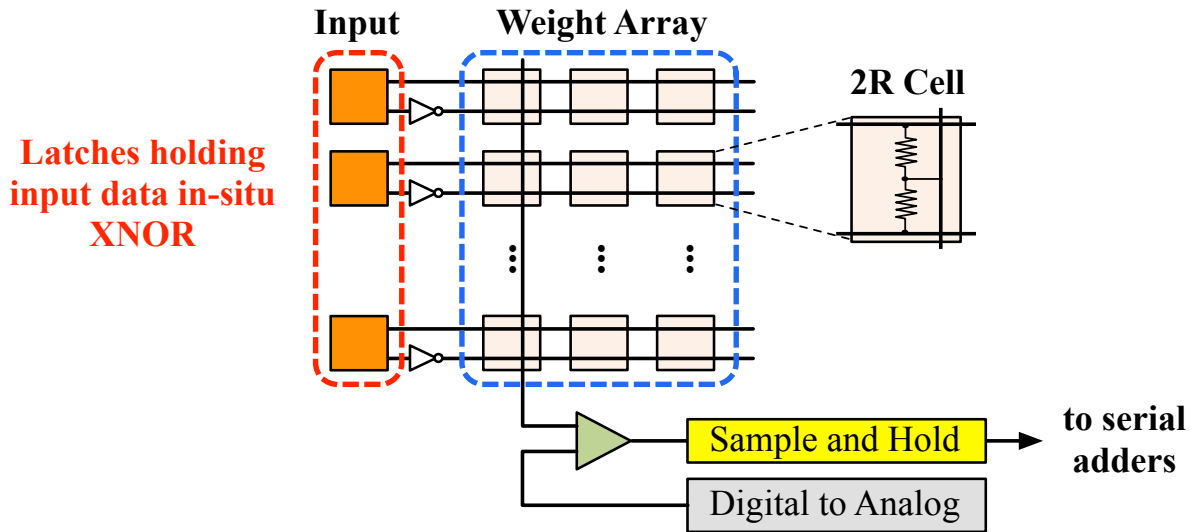 Input
Weight Array
2R Cell
Latches holding
input data in-situ
XNOR
Sample and Hold
to serial
adders
Digital to Analog